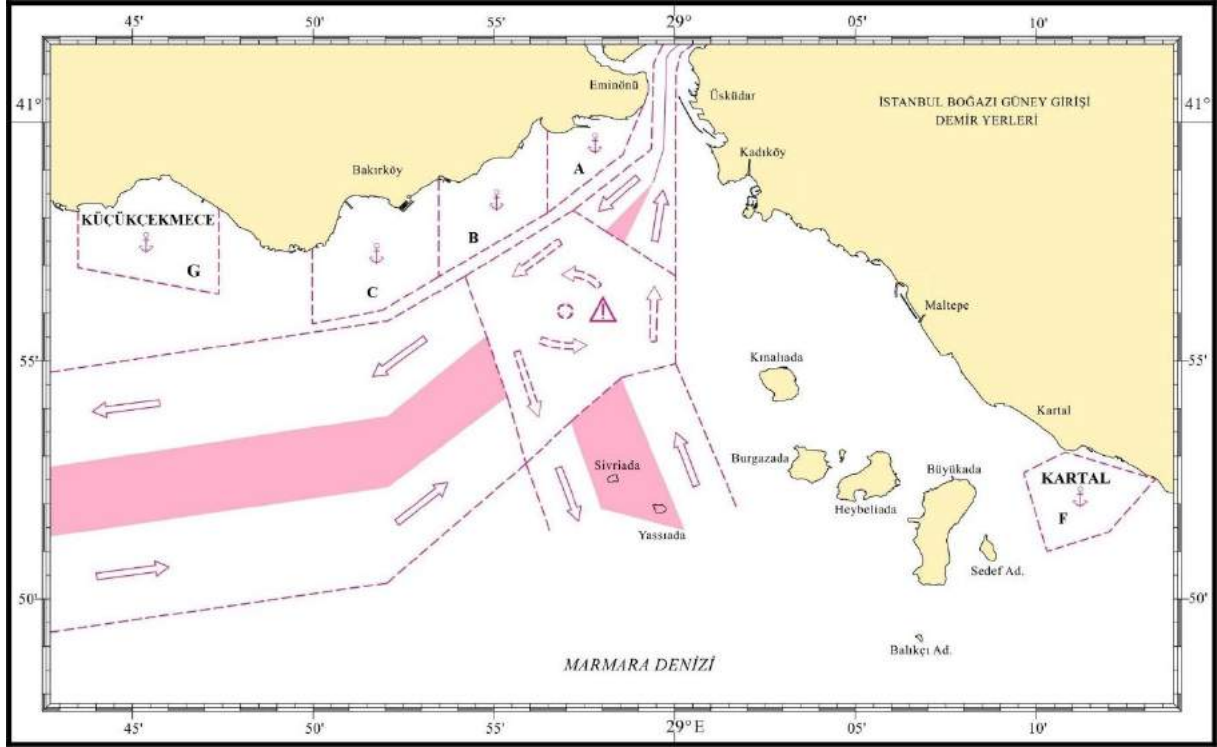 45'
50'
55'
29°
05'
10'
Eminönü
Üsküdar
41°
41°
İSTANBUL BOĞAZI GÜNEY GİRİŞİ
DEMİR YERLERİ
Kadıköy
Bakırköy
A
KÜÇÜKÇEKMECE
B
G
C
Maltepe
55'
Kınalıada
55'
Kartal
Burgazada
Sivriada
Büyükada
KARTAL
Heybeliada
F
Yassıada
Sedef Ad.
50'
50'
Balıkçı Ad.
MARMARA DENİZİ
45'
50'
55'
29° E
05'
10'